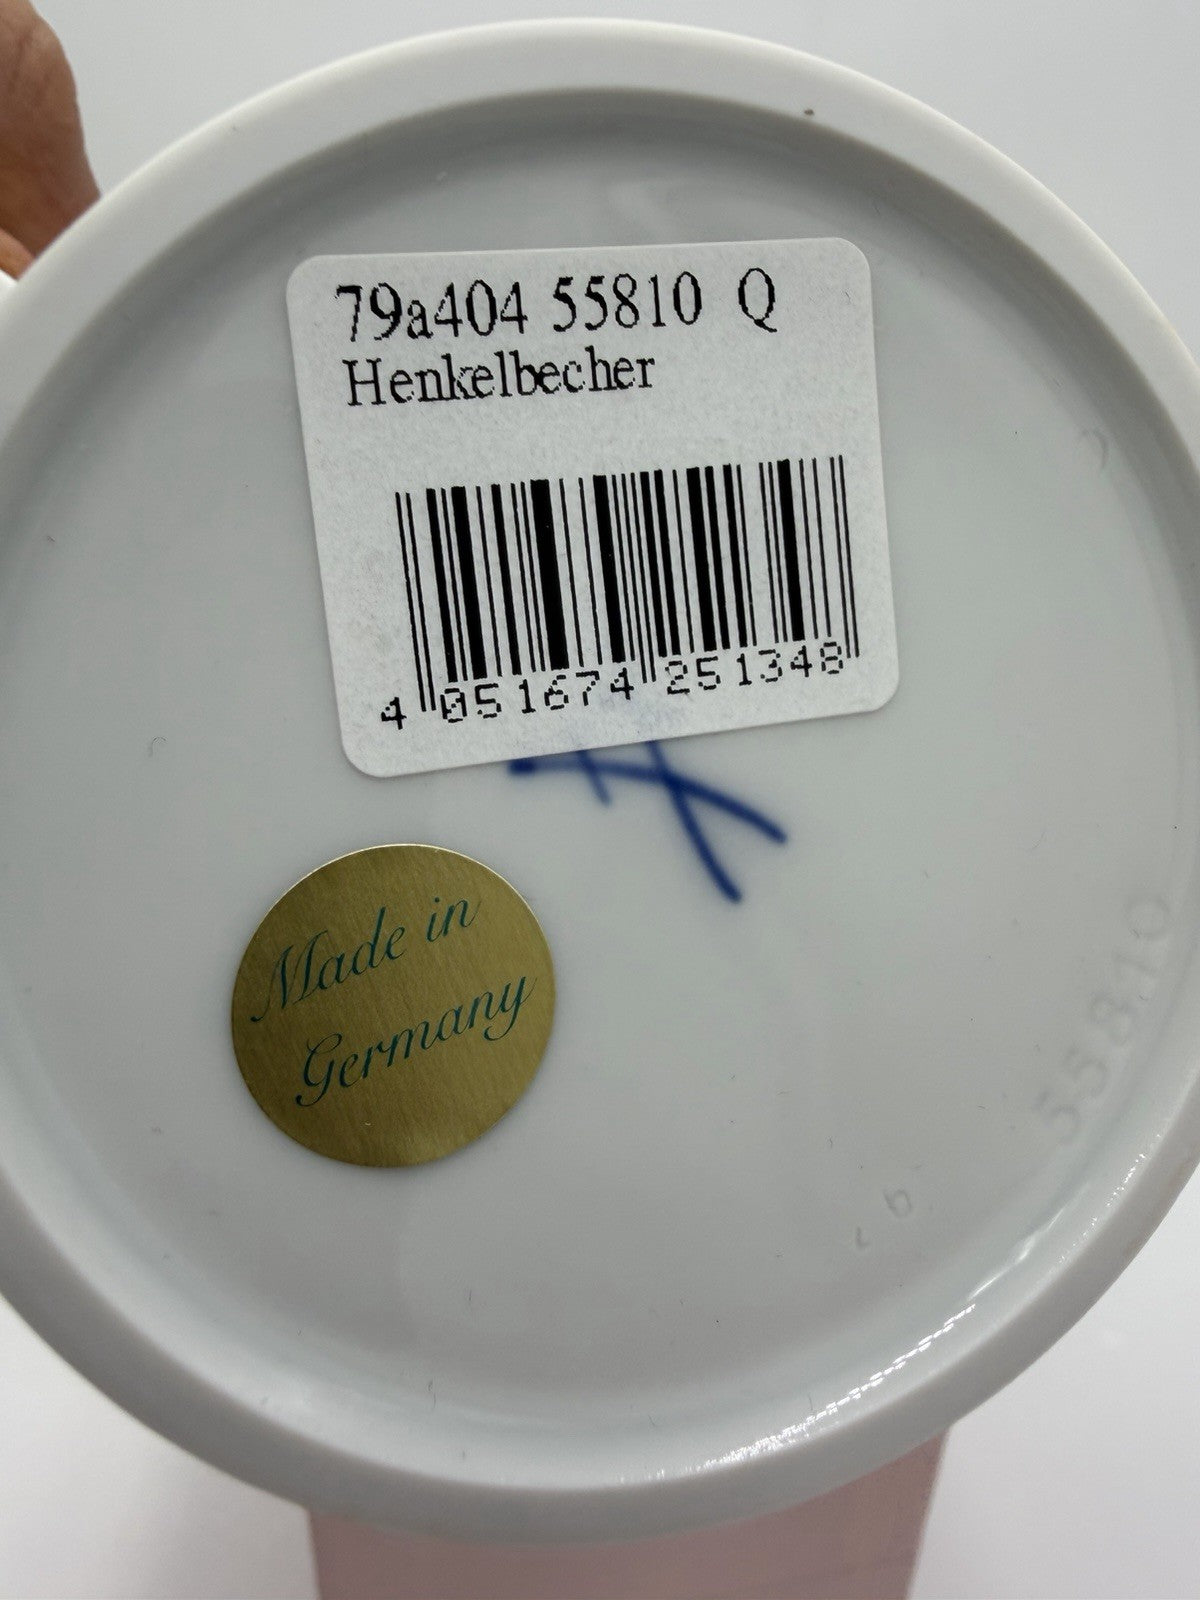 79a404 55810 Q
Henkelbecher
4 051674 251348
Made in
Germany
55810